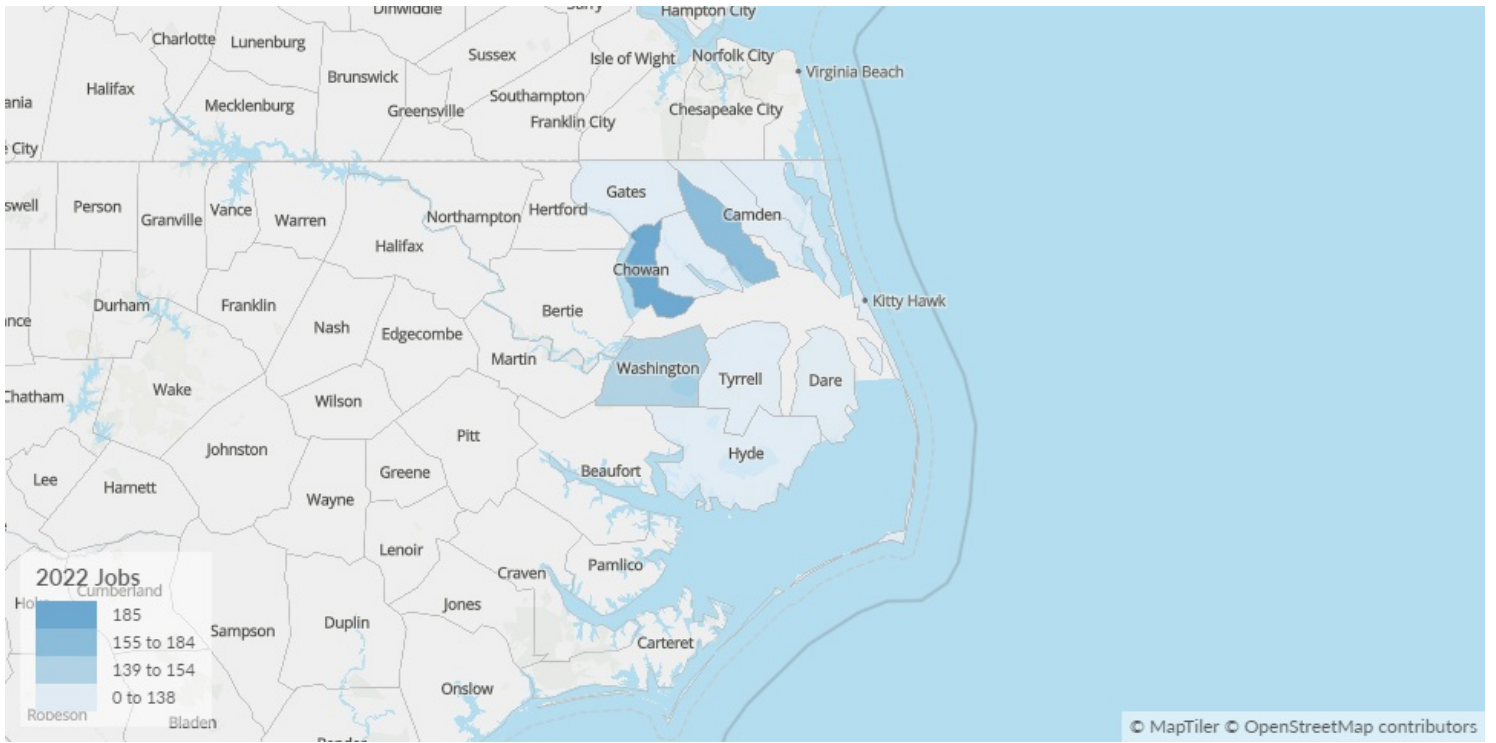 Dinwiddie
Hampton City
Charlotte
Lunenburg
Sussex
Isle of Wight
Norfolk City
Virginia Beach
Brunswick
Halifax
Mecklenburg
Greensville
Southampton
Chesapeake City
Franklin City
ania
e City
Gates
swell
Person
Granville
Vance
Warren
Northampton
Hertford
Camden
Halifax
Chowan
Durham
Franklin
Bertie
Kitty Hawk
nce
Nash
Edgecombe
Martin
Washington
Tyrrell
Dare
Wake
Chatham
Wilson
Pitt
Johnston
Hyde
Greene
Beaufort
Lee
Harnett
Wayne
Lenoir
Pamlico
Craven
2022 Jobs
Cumberland
Jones
185
155 to 184
139 to 154
0 to 138
Duplin
Sampson
Carteret
Onslow
Robeson
Bladen
© MapTiler © OpenStreetMap contributors